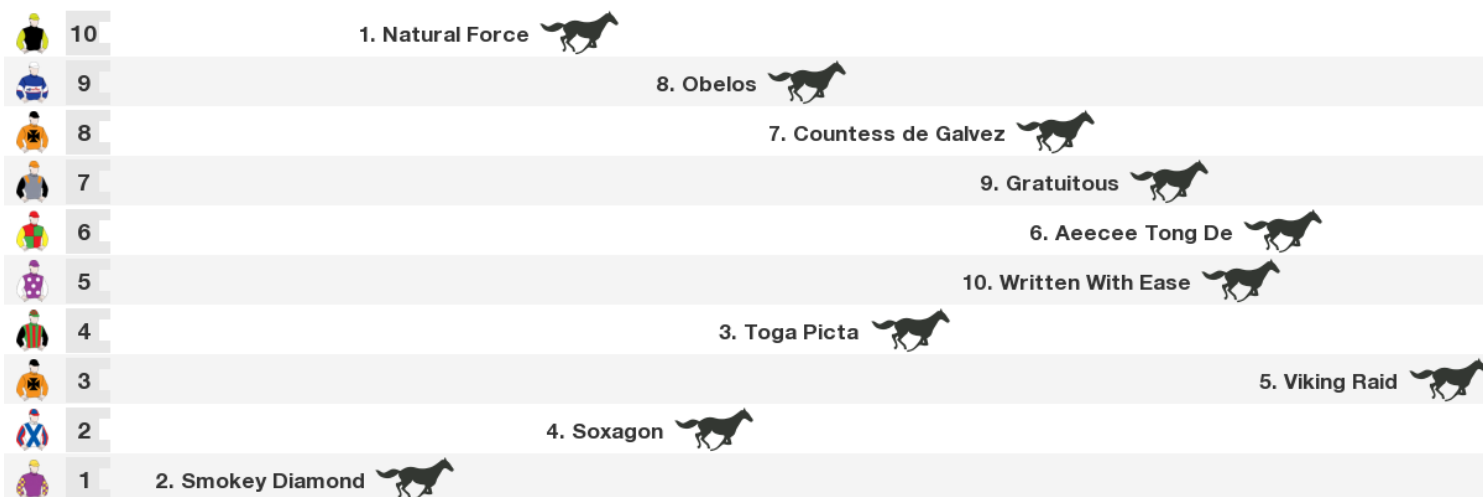 10 1. Natural Force
9 8. Obelos
8 7. Countess de Galvez
7 9. Gratuitous
6 6. Aeecee Tong De
5 10. Written With Ease
4 3. Toga Picta
3 5. Viking Raid
2 4. Soxagon
1 2. Smokey Diamond